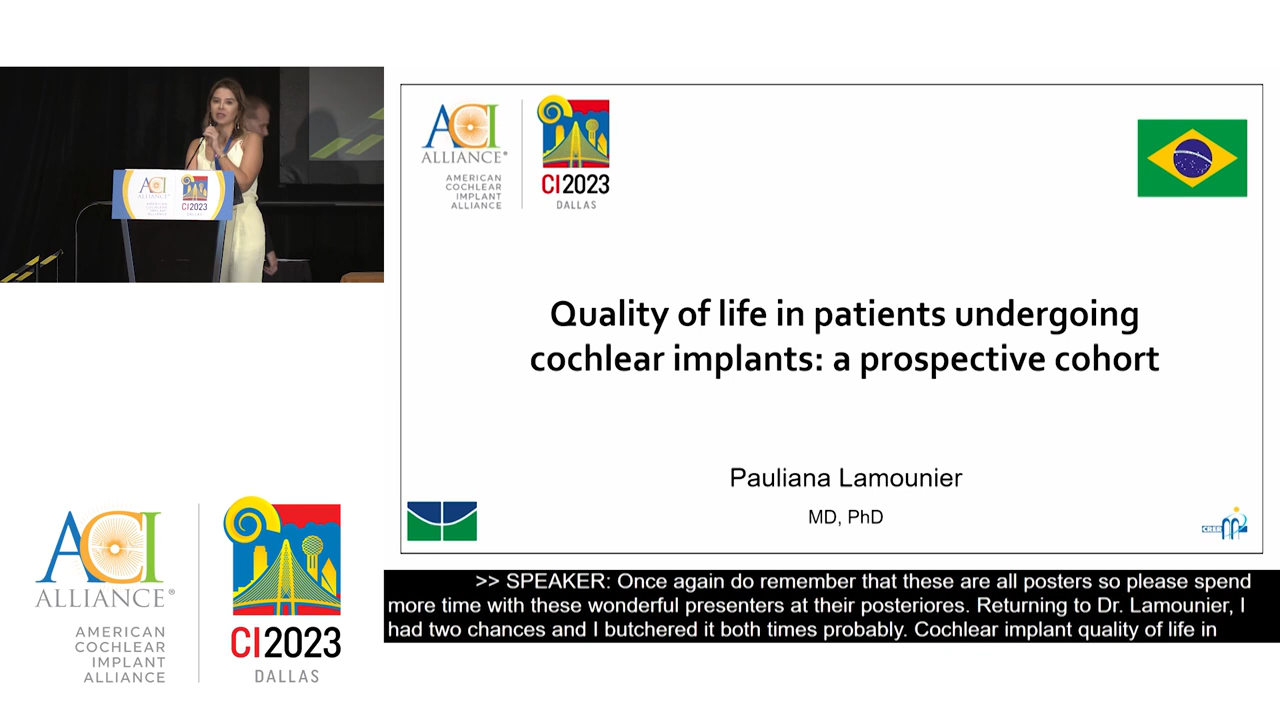 ACI
ALLIANCE®
AMERICAN
COCHLEAR
IMPLANT
ALLIANCE
CI2023
DALLAS
ACI
ALLIANCE
CI2023
Quality of life in patients undergoing
cochlear implants: a prospective cohort
Pauliana Lamounier
MD, PhD
ACI
ALLIANCE®
AMERICAN
COCHLEAR
IMPLANT
ALLIANCE
CI2023
DALLAS
>> SPEAKER: Once again do remember that these are all posters so please spend
more time with these wonderful presenters at their posteriores. Returning to Dr. Lamounier, I
had two chances and I butchered it both times probably. Cochlear implant quality of life in